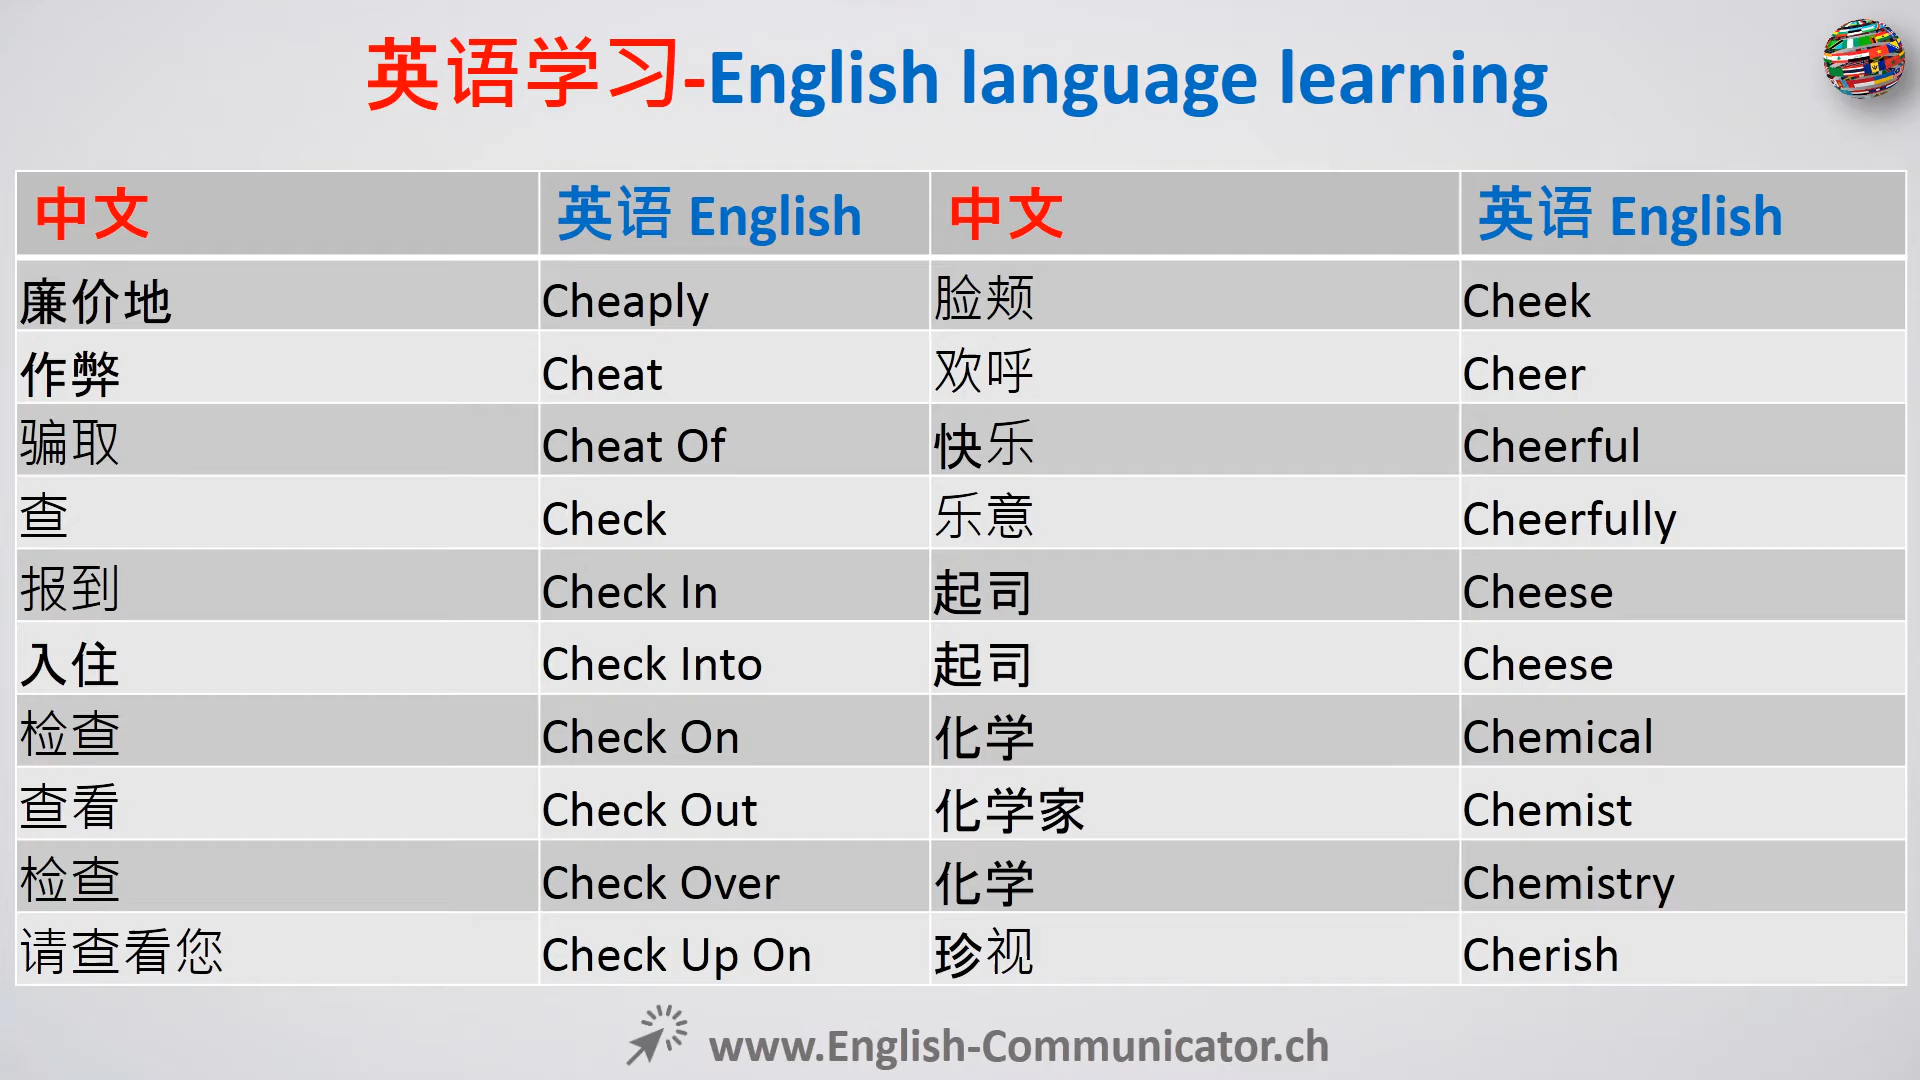 英语学习-English language learning
中文 英语 English 中文 英语 English
廉价地 Cheaply 脸颊 Cheek
作弊 Cheat 欢呼 Cheer
骗取 Cheat Of 快乐 Cheerful
查 Check 乐意 Cheerfully
报到 Check In 起司 Cheese
入住 Check Into 起司 Cheese
检查 Check On 化学 Chemical
查看 Check Out 化学家 Chemist
检查 Check Over 化学 Chemistry
请查看您 Check Up On 珍视 Cherish
www.English-Communicator.ch